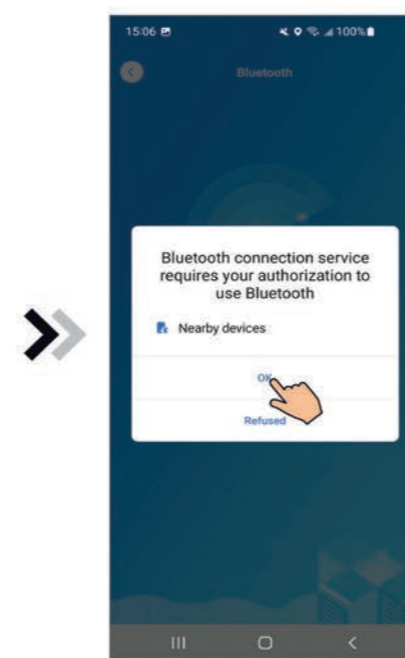 15:06 100%
Bluetooth
Bluetooth connection service
requires your authorization to
use Bluetooth
Nearby devices
OK
Refused